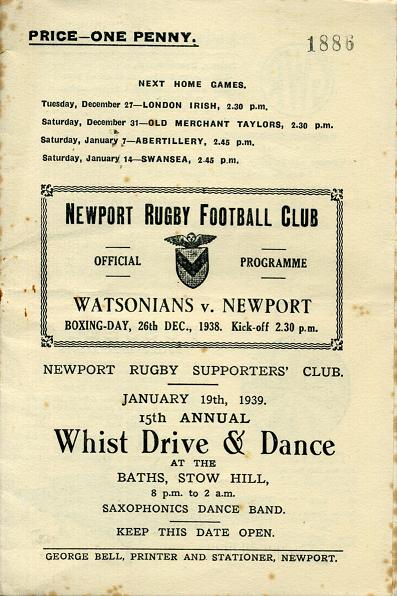 PRICE—ONE PENNY.
1886
NEXT HOME GAMES.
Tuesday, December 27—LONDON IRISH, 2.30 p.m.
Saturday, December 31—OLD MERCHANT TAYLORS, 2.30 p.m.
Saturday, January 7—ABERTILLERY, 2.45 p.m.
Saturday, January 14—SWANSEA, 2.45 p.m.
NEWPORT RUGBY FOOTBALL CLUB
OFFICIAL PROGRAMME
WATSONIANS v. NEWPORT
BOXING-DAY, 26th DEC., 1938. Kick-off 2.30 p.m.
NEWPORT RUGBY SUPPORTERS' CLUB.
JANUARY 19th, 1939.
15th ANNUAL
Whist Drive & Dance
AT THE
BATHS, STOW HILL,
8 p.m. to 2 a.m.
SAXOPHONICS DANCE BAND.
KEEP THIS DATE OPEN.
GEORGE BELL, PRINTER AND STATIONER, NEWPORT.